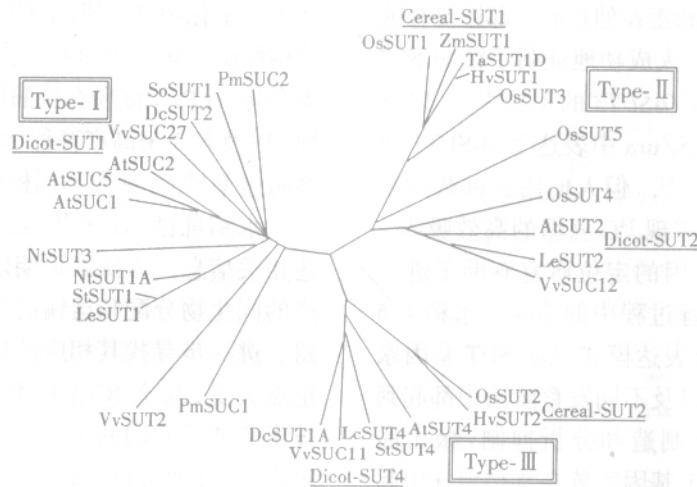 Cereal-SUT1
OsSUT1
ZmSUT1
TaSUT1D
HvSUT1
OsSUT3
Type-Ⅱ
OsSUT5
OsSUT4
AtSUT2
Dicot-SUT2
LeSUT2
VvSUC12
Type-Ⅰ
Dicot-SUT1
SoSUT1
PmSUC2
DcSUT2
VvSUC27
AtSUC2
AtSUC5
AtSUC1
NtSUT3
NtSUT1A
StSUT1
LeSUT1
VvSUT2
PmSUC1
DcSUT1A
VvSUC11
LcSUT4
StSUT4
AtSUT4
Dicot-SUT4
OsSUT2
HvSUT2
Cereal-SUT2
Type-Ⅲ